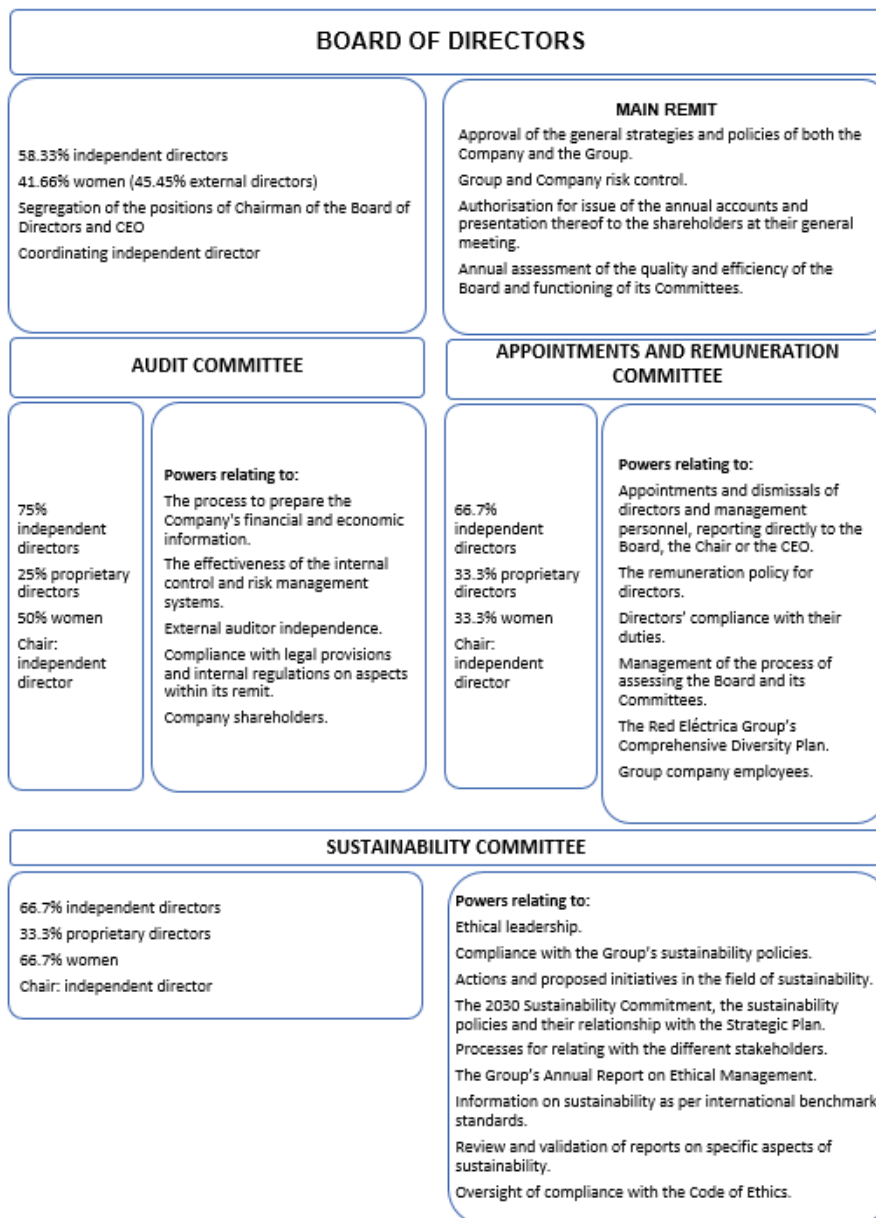 BOARD OF DIRECTORS
58.33% independent directors
41.66% women (45.45% external directors)
Segregation of the positions of Chairman of the Board of
Directors and CEO
Coordinating independent director
MAIN REMIT
Approval of the general strategies and policies of both the
Company and the Group.
Group and Company risk control.
Authorisation for issue of the annual accounts and
presentation thereof to the shareholders at their general
meeting.
Annual assessment of the quality and efficiency of the
Board and functioning of its Committees.
AUDIT COMMITTEE
75%
independent
directors
25% proprietary
directors
50% women
Chair:
independent
director
Powers relating to:
The process to prepare the
Company's financial and economic
information.
The effectiveness of the internal
control and risk management
systems.
External auditor independence.
Compliance with legal provisions
and internal regulations on aspects
within its remit.
Company shareholders.
APPOINTMENTS AND REMUNERATION
COMMITTEE
66.7%
independent
directors
33.3% proprietary
directors
33.3% women
Chair:
independent
director
Powers relating to:
Appointments and dismissals of
directors and management
personnel, reporting directly to the
Board, the Chair or the CEO.
The remuneration policy for
directors.
Directors' compliance with their
duties.
Management of the process of
assessing the Board and its
Committees.
The Red Eléctrica Group's
Comprehensive Diversity Plan.
Group company employees.
SUSTAINABILITY COMMITTEE
66.7% independent directors
33.3% proprietary directors
66.7% women
Chair: independent director
Powers relating to:
Ethical leadership.
Compliance with the Group's sustainability policies.
Actions and proposed initiatives in the field of sustainability.
The 2030 Sustainability Commitment, the sustainability
policies and their relationship with the Strategic Plan.
Processes for relating with the different stakeholders.
The Group's Annual Report on Ethical Management.
Information on sustainability as per international benchmark
standards.
Review and validation of reports on specific aspects of
sustainability.
Oversight of compliance with the Code of Ethics.